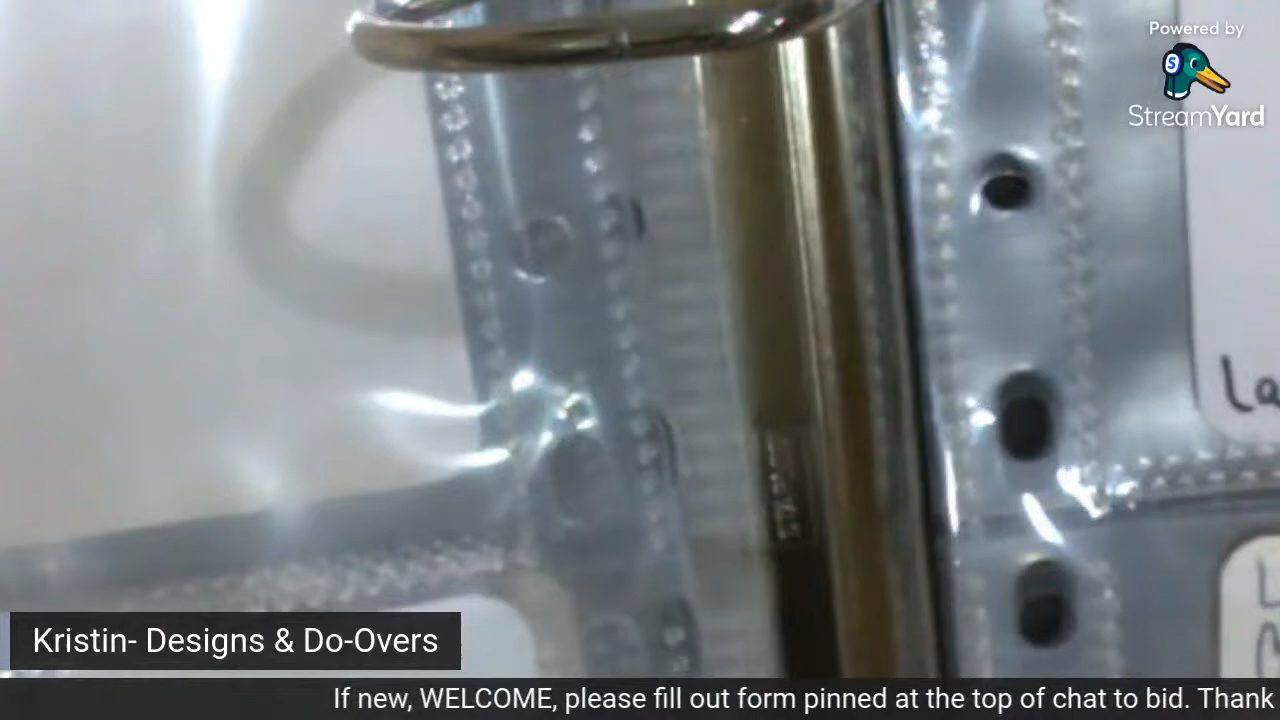 Powered by
StreamYard
Kristin- Designs & Do-Overs
If new, WELCOME, please fill out form pinned at the top of chat to bid. Thank